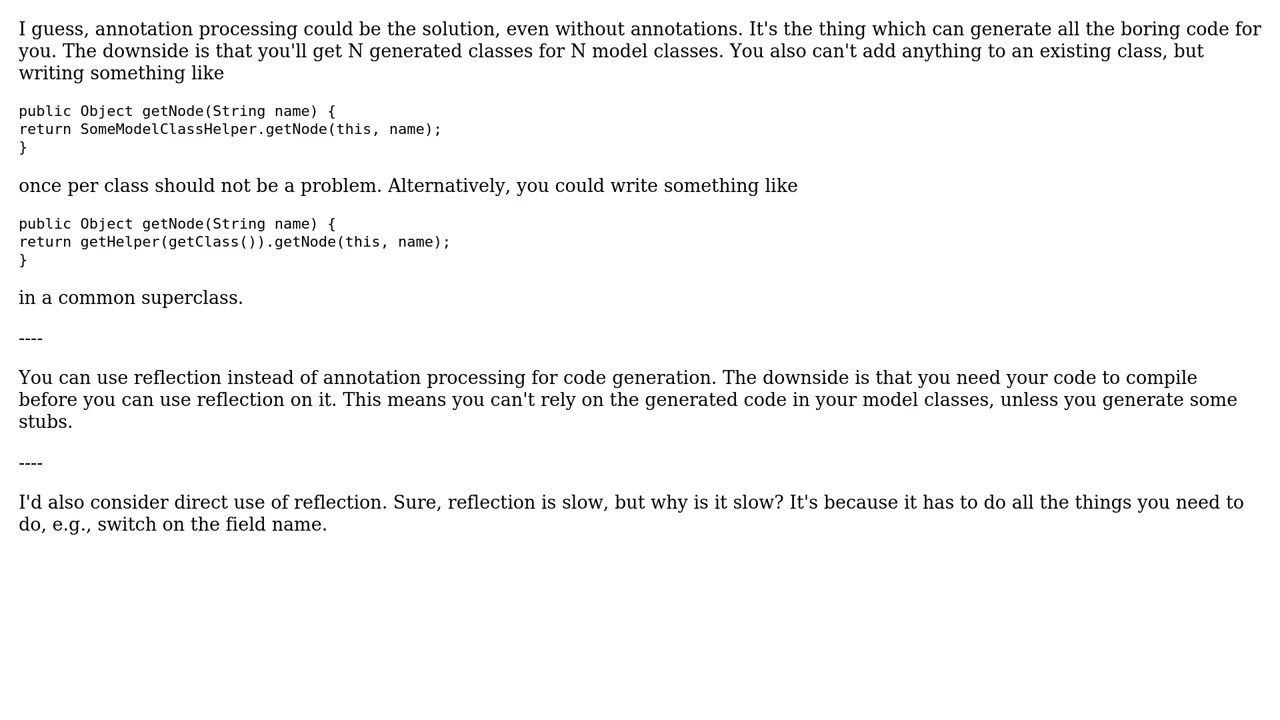 I guess, annotation processing could be the solution, even without annotations. It's the thing which can generate all the boring code for
you. The downside is that you'll get N generated classes for N model classes. You also can't add anything to an existing class, but
writing something like
public Object getNode(String name) {
return SomeModelClassHelper.getNode(this, name);
}
once per class should not be a problem. Alternatively, you could write something like
public Object getNode(String name) {
return getHelper(getClass()).getNode(this, name);
}
in a common superclass.
----
You can use reflection instead of annotation processing for code generation. The downside is that you need your code to compile
before you can use reflection on it. This means you can't rely on the generated code in your model classes, unless you generate some
stubs.
----
I'd also consider direct use of reflection. Sure, reflection is slow, but why is it slow? It's because it has to do all the things you need to
do, e.g., switch on the field name.